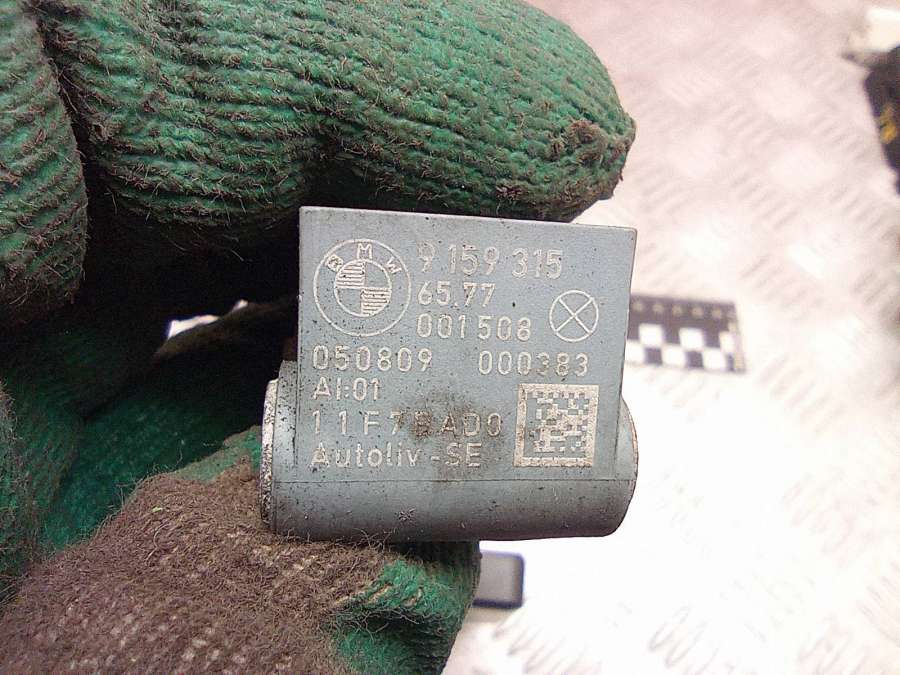 BMW
9 159 315
65.77
001508
050809 000383
AI:01
11F7BAD0
Autoliv-SE